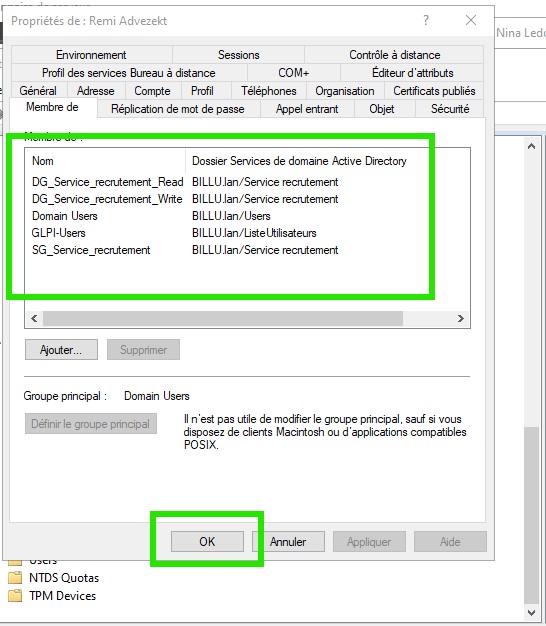 Propriétés de : Remi Advezekt
?
Nina Ledo
Environnement Sessions Contrôle à distance
Profil des services Bureau à distance COM+ Éditeur d'attributs
Général Adresse Compte Profil Téléphones Organisation Certificats publiés
Membre de Réplication de mot de passe Appel entrant Objet Sécurité
Membre de :
Nom Dossier Services de domaine Active Directory
DG_Service_recrutement_Read BILLU.lan/Service recrutement
DG_Service_recrutement_Write BILLU.lan/Service recrutement
Domain Users BILLU.lan/Users
GLPI-Users BILLU.lan/ListeUtilisateurs
SG_Service_recrutement BILLU.lan/Service recrutement
Ajouter... Supprimer
Groupe principal : Domain Users
Définir le groupe principal
Il n'est pas utile de modifier le groupe principal, sauf si vous
disposez de clients Macintosh ou d'applications compatibles
POSIX.
OK Annuler Appliquer Aide
Users
NTDS Quotas
TPM Devices